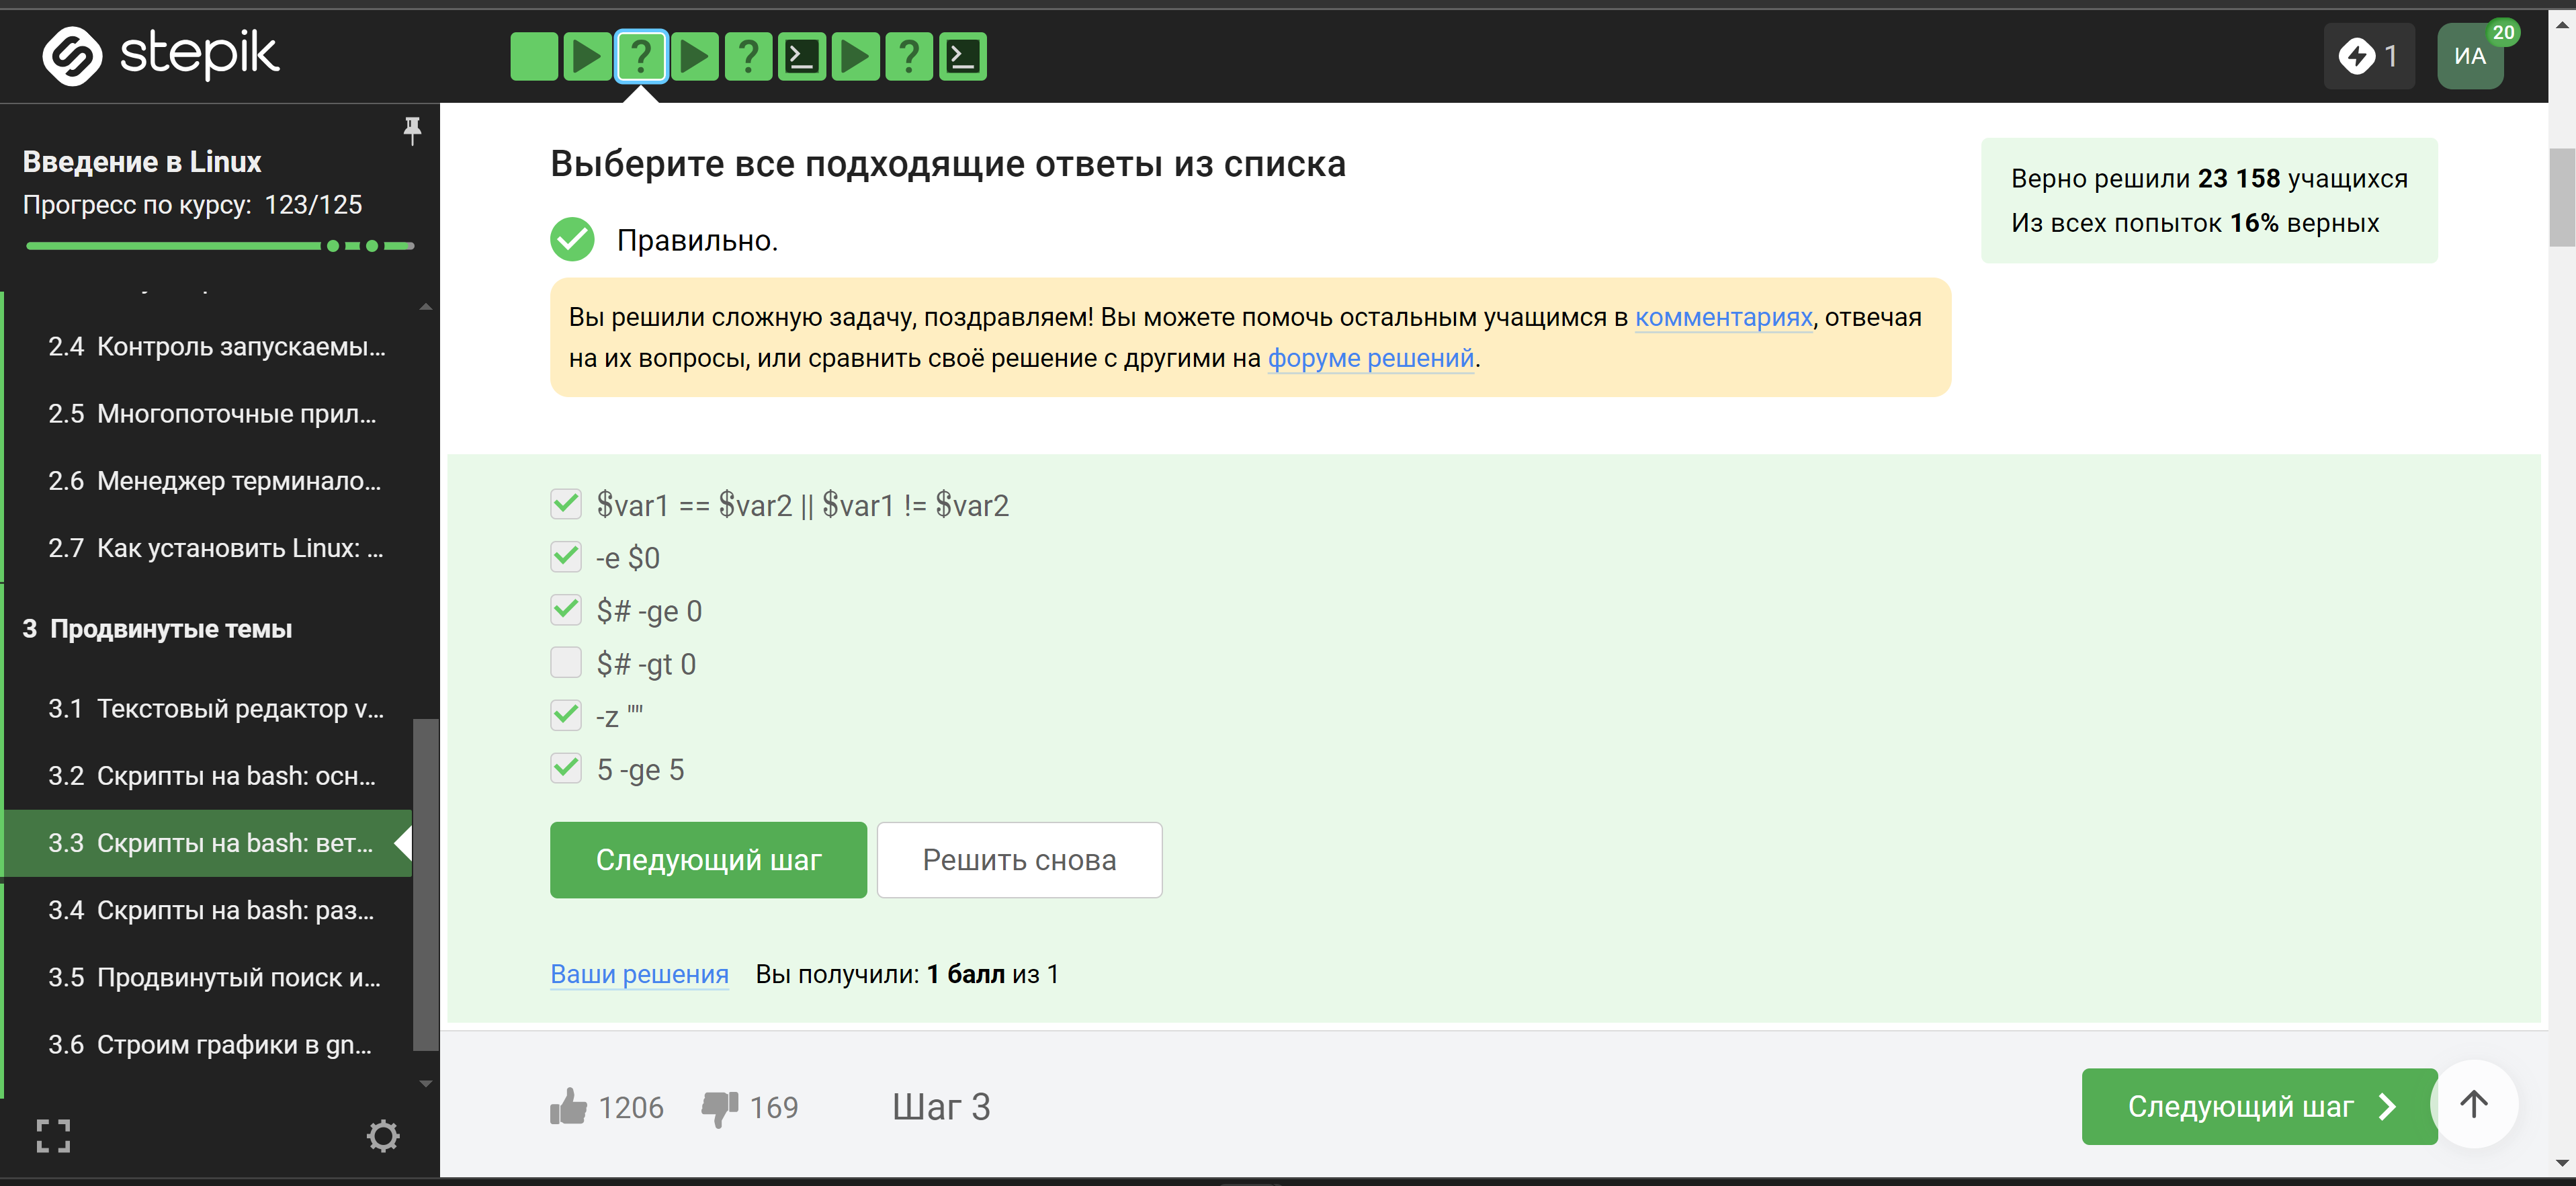 stepik
1
ИА
20
Введение в Linux
Прогресс по курсу: 123/125
2.4 Контроль запускаемы...
2.5 Многопоточные прил...
2.6 Менеджер терминало...
2.7 Как установить Linux: ...
3 Продвинутые темы
3.1 Текстовый редактор v...
3.2 Скрипты на bash: осн...
3.3 Скрипты на bash: вет...
3.4 Скрипты на bash: раз...
3.5 Продвинутый поиск и...
3.6 Строим графики в gn...
Выберите все подходящие ответы из списка
Правильно.
Верно решили 23 158 учащихся
Из всех попыток 16% верных
Вы решили сложную задачу, поздравляем! Вы можете помочь остальным учащимся в комментариях, отвечая
на их вопросы, или сравнить своё решение с другими на форуме решений.
$var1 == $var2 || $var1 != $var2
-e $0
$# -ge 0
$# -gt 0
-z ""
5 -ge 5
Следующий шаг
Решить снова
Ваши решения Вы получили: 1 балл из 1
1206
169
Шаг 3
Следующий шаг